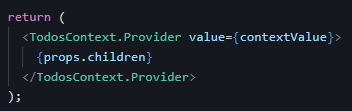 return (
  <TodosContext.Provider value={contextValue}>
    {props.children}
  </TodosContext.Provider>
);